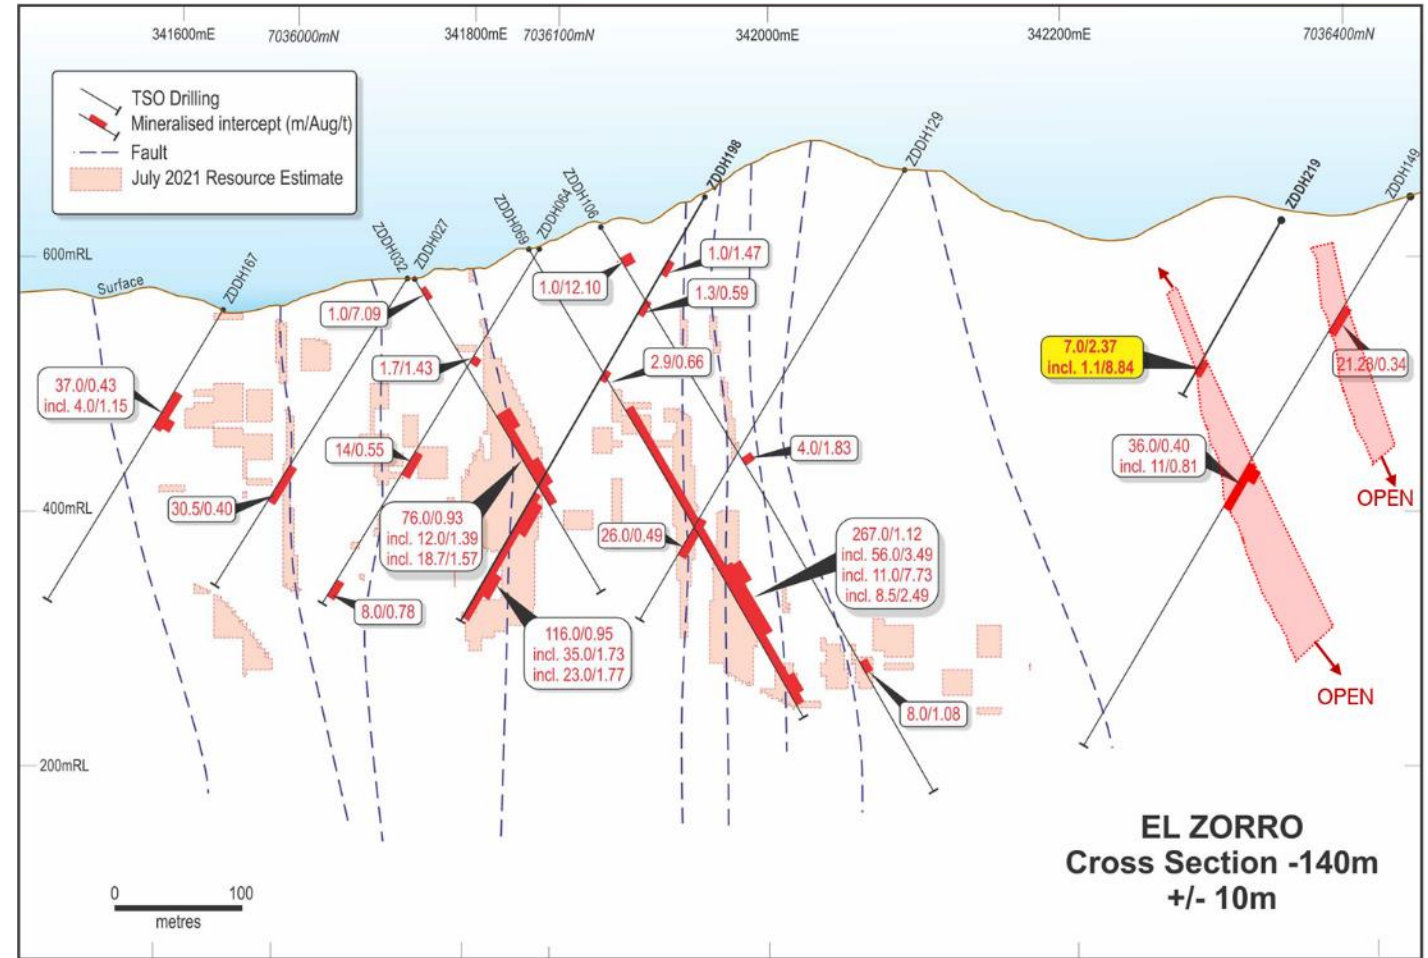 341600mE
7036000mN
341800mE
7036100mN
342000mE
342200mE
7036400mN
TSO Drilling
Mineralised intercept (m/Aug/t)
Fault
July 2021 Resource Estimate
ZDDH167
ZDDH032
ZDDH027
ZDDH069
ZDDH064
ZDDH106
ZDDH198
ZDDH129
ZDDH219
ZDDH149
600mRL
Surface
1.0/7.09
1.0/12.10
1.0/1.47
1.3/0.59
1.7/1.43
2.9/0.66
7.0/2.37
incl. 1.1/8.84
21.28/0.34
37.0/0.43
incl. 4.0/1.15
14/0.55
4.0/1.83
36.0/0.40
incl. 11/0.81
OPEN
400mRL
30.5/0.40
76.0/0.93
incl. 12.0/1.39
incl. 18.7/1.57
26.0/0.49
267.0/1.12
incl. 56.0/3.49
incl. 11.0/7.73
incl. 8.5/2.49
8.0/0.78
116.0/0.95
incl. 35.0/1.73
incl. 23.0/1.77
8.0/1.08
OPEN
200mRL
EL ZORRO
Cross Section -140m
+/- 10m
0 100
metres